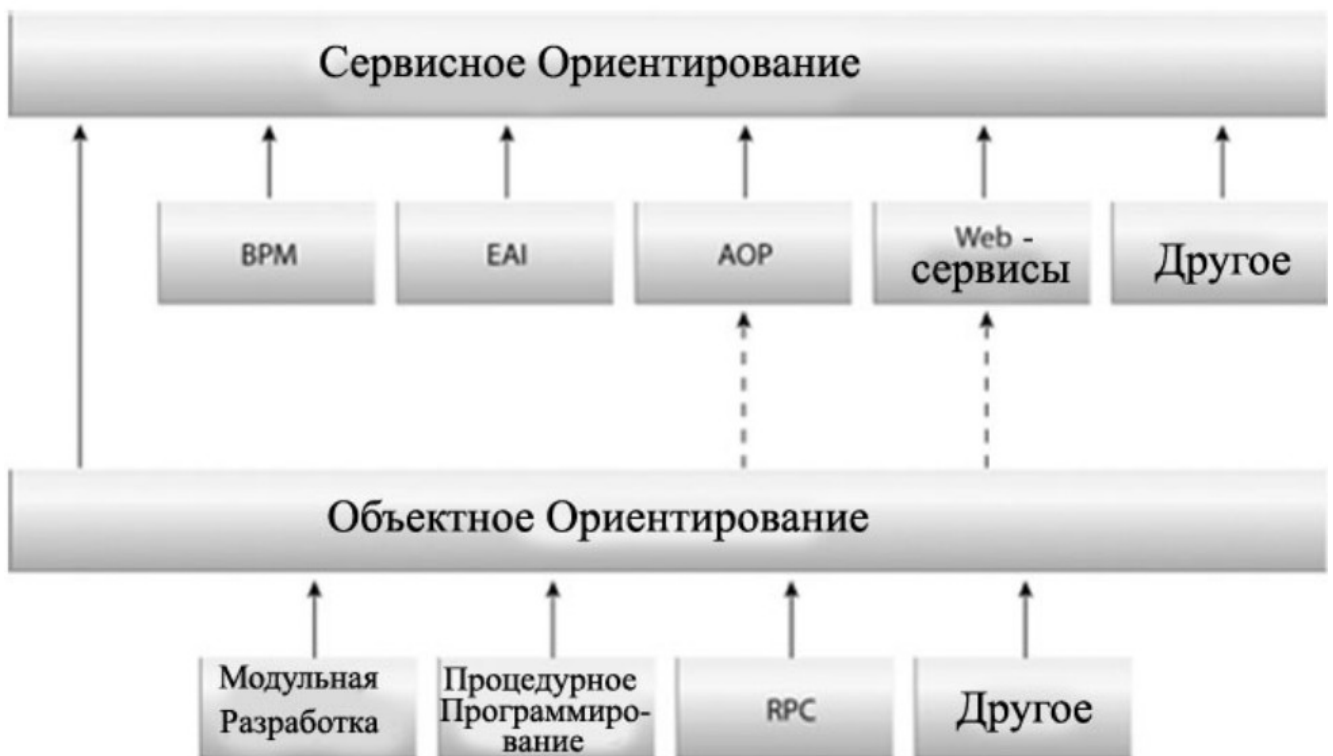 Сервисное Ориентирование
BPM
EAI
AOP
Web -
сервисы
Другое
Объектное Ориентирование
Модульная
Разработка
Процедурное
Программиро-
вание
RPC
Другое